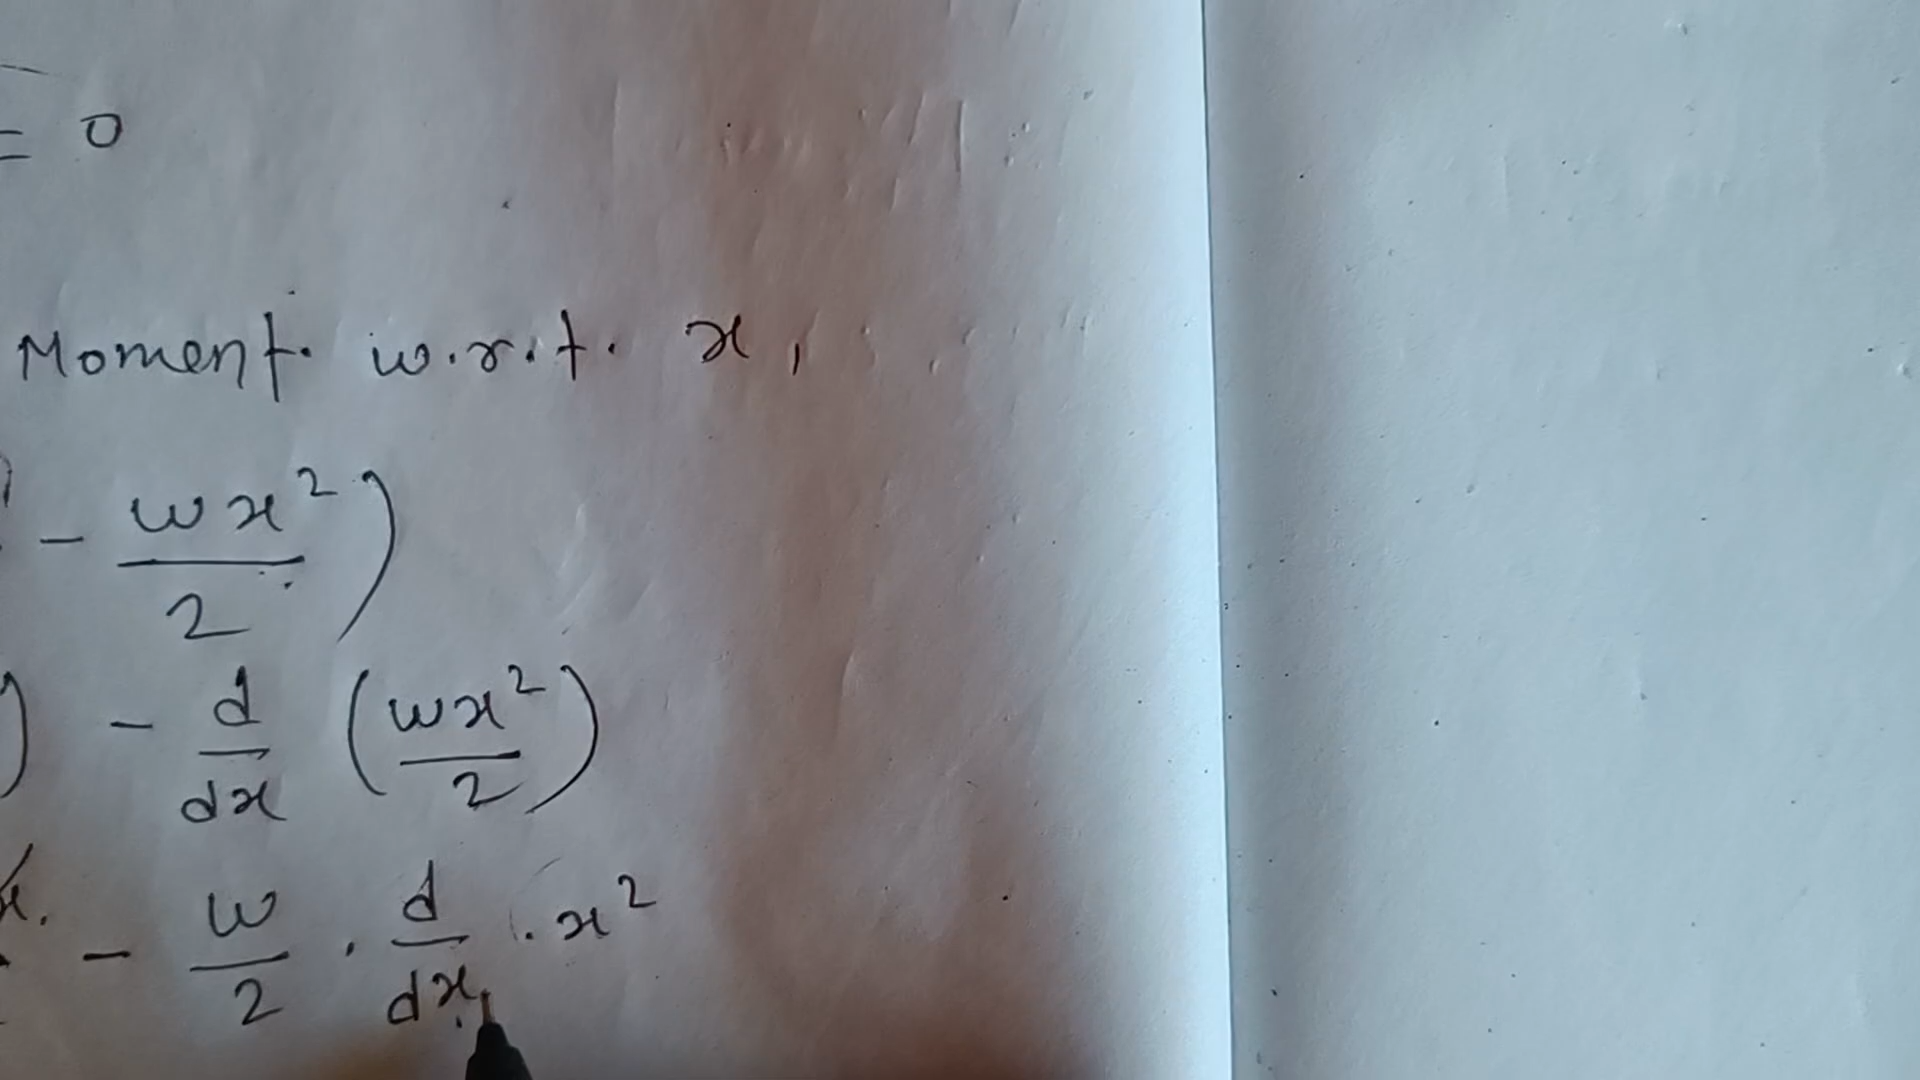 = 0
Moment. w.r.t. x,
- wx²/2)
) - d/dx (wx²/2)
x. - w/2 . d/dx . x²